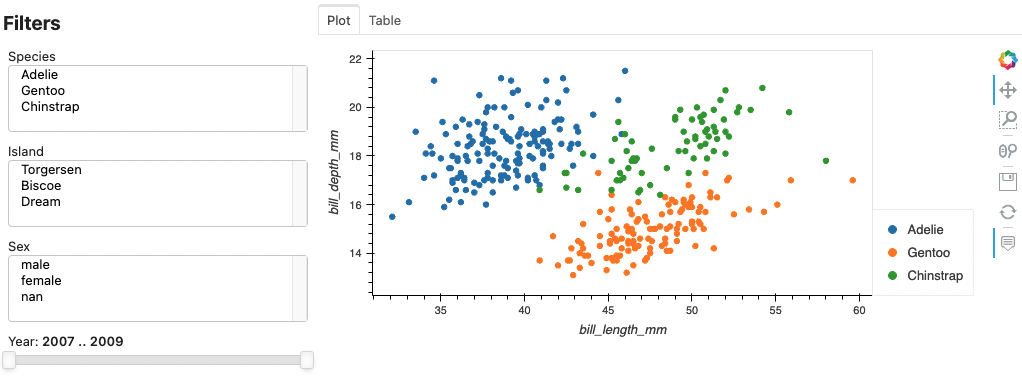 Filters
Species
Adelie
Gentoo
Chinstrap
Island
Torgersen
Biscoe
Dream
Sex
male
female
nan
Year: 2007 .. 2009
Plot Table
22
20
18
16
14
bill_depth_mm
35 40 45 50 55 60
bill_length_mm
Adelie
Gentoo
Chinstrap